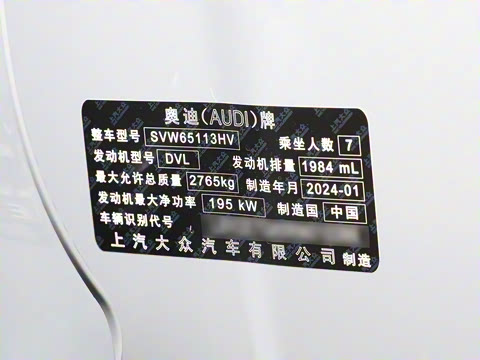 奥迪(AUDI)牌
整车型号 SVW65113HV 乘坐人数 7
发动机型号 DVL 发动机排量 1984 mL
最大允许总质量 2765kg 制造年月 2024-01
发动机最大净功率 195 kW 制造国 中国
车辆识别代号
上汽大众汽车有限公司 制造